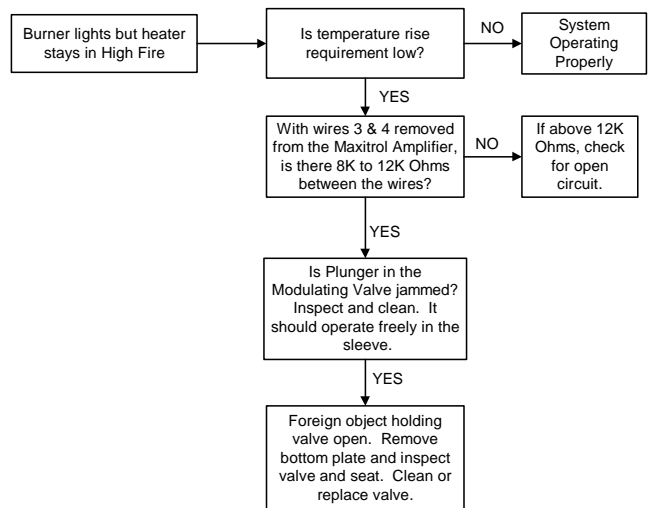 Burner lights but heater
stays in High Fire
Is temperature rise
requirement low?
NO
System
Operating
Properly
YES
With wires 3 & 4 removed
from the Maxitrol Amplifier,
is there 8K to 12K Ohms
between the wires?
NO
If above 12K
Ohms, check
for open
circuit.
YES
Is Plunger in the
Modulating Valve jammed?
Inspect and clean. It
should operate freely in the
sleeve.
YES
Foreign object holding
valve open. Remove
bottom plate and inspect
valve and seat. Clean or
replace valve.